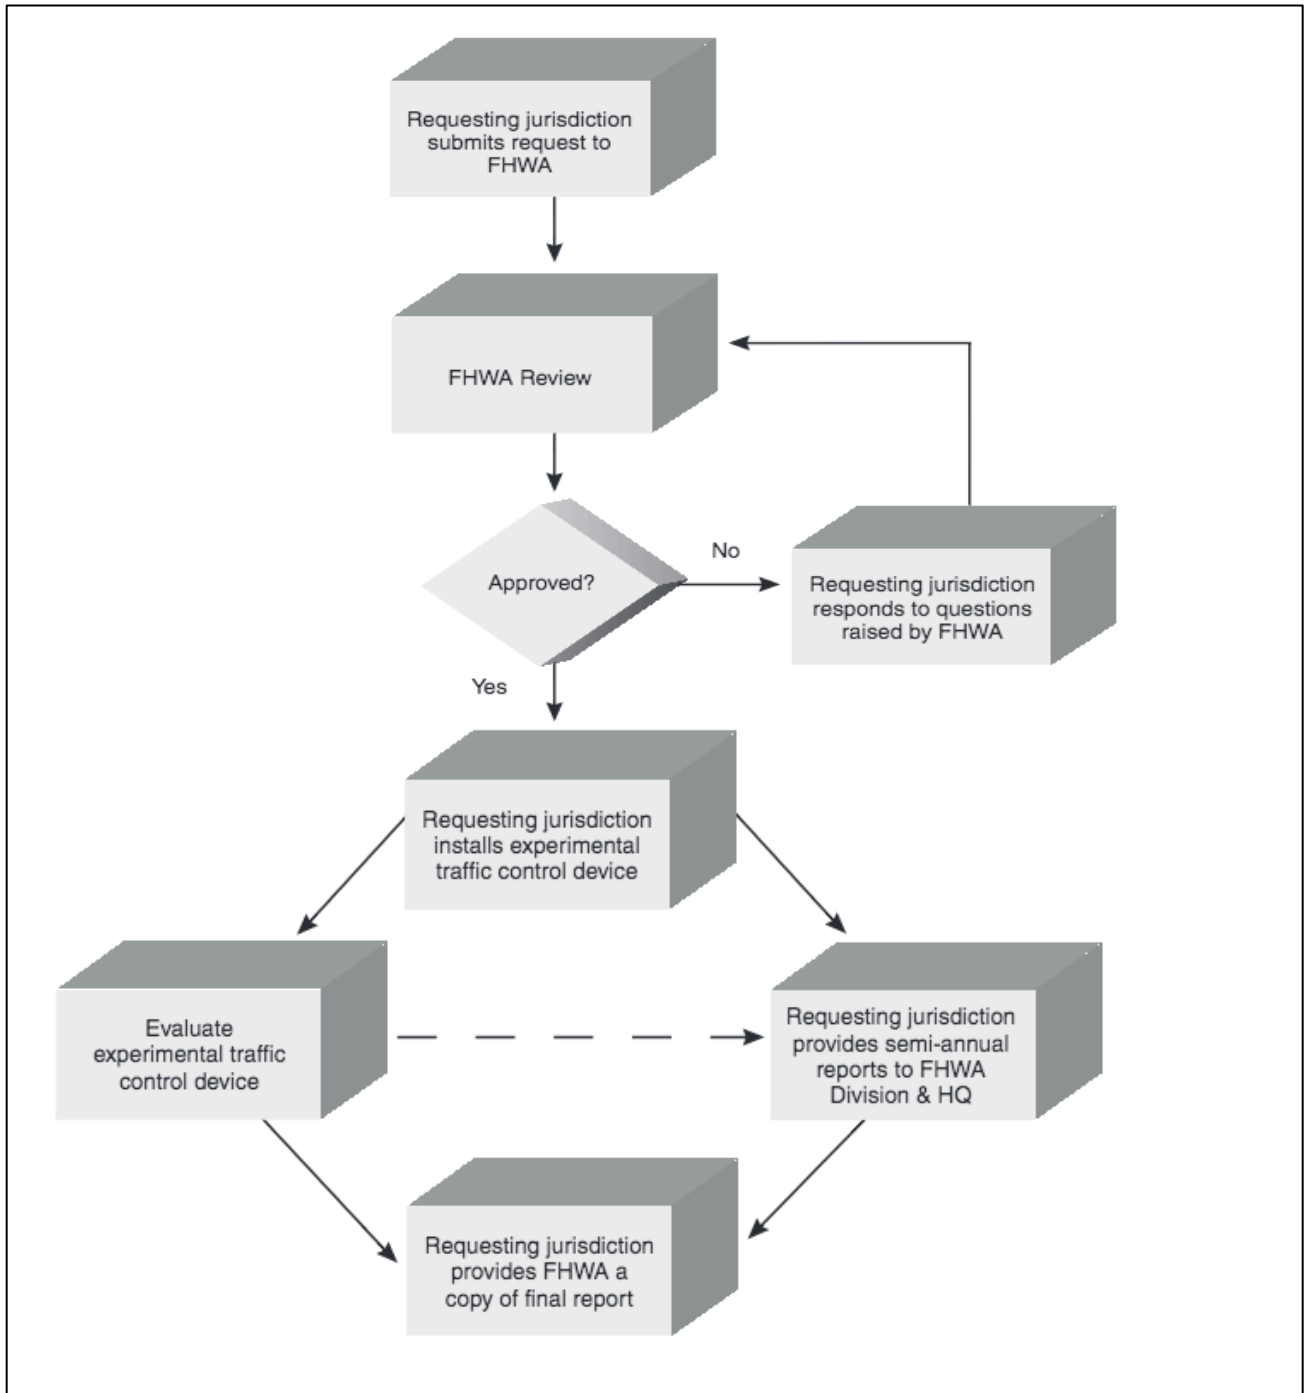 Requesting jurisdiction
submits request to
FHWA
FHWA Review
Approved?
No
Requesting jurisdiction
responds to questions
raised by FHWA
Yes
Requesting jurisdiction
installs experimental
traffic control device
Evaluate
experimental traffic
control device
Requesting jurisdiction
provides semi-annual
reports to FHWA
Division & HQ
Requesting jurisdiction
provides FHWA a
copy of final report